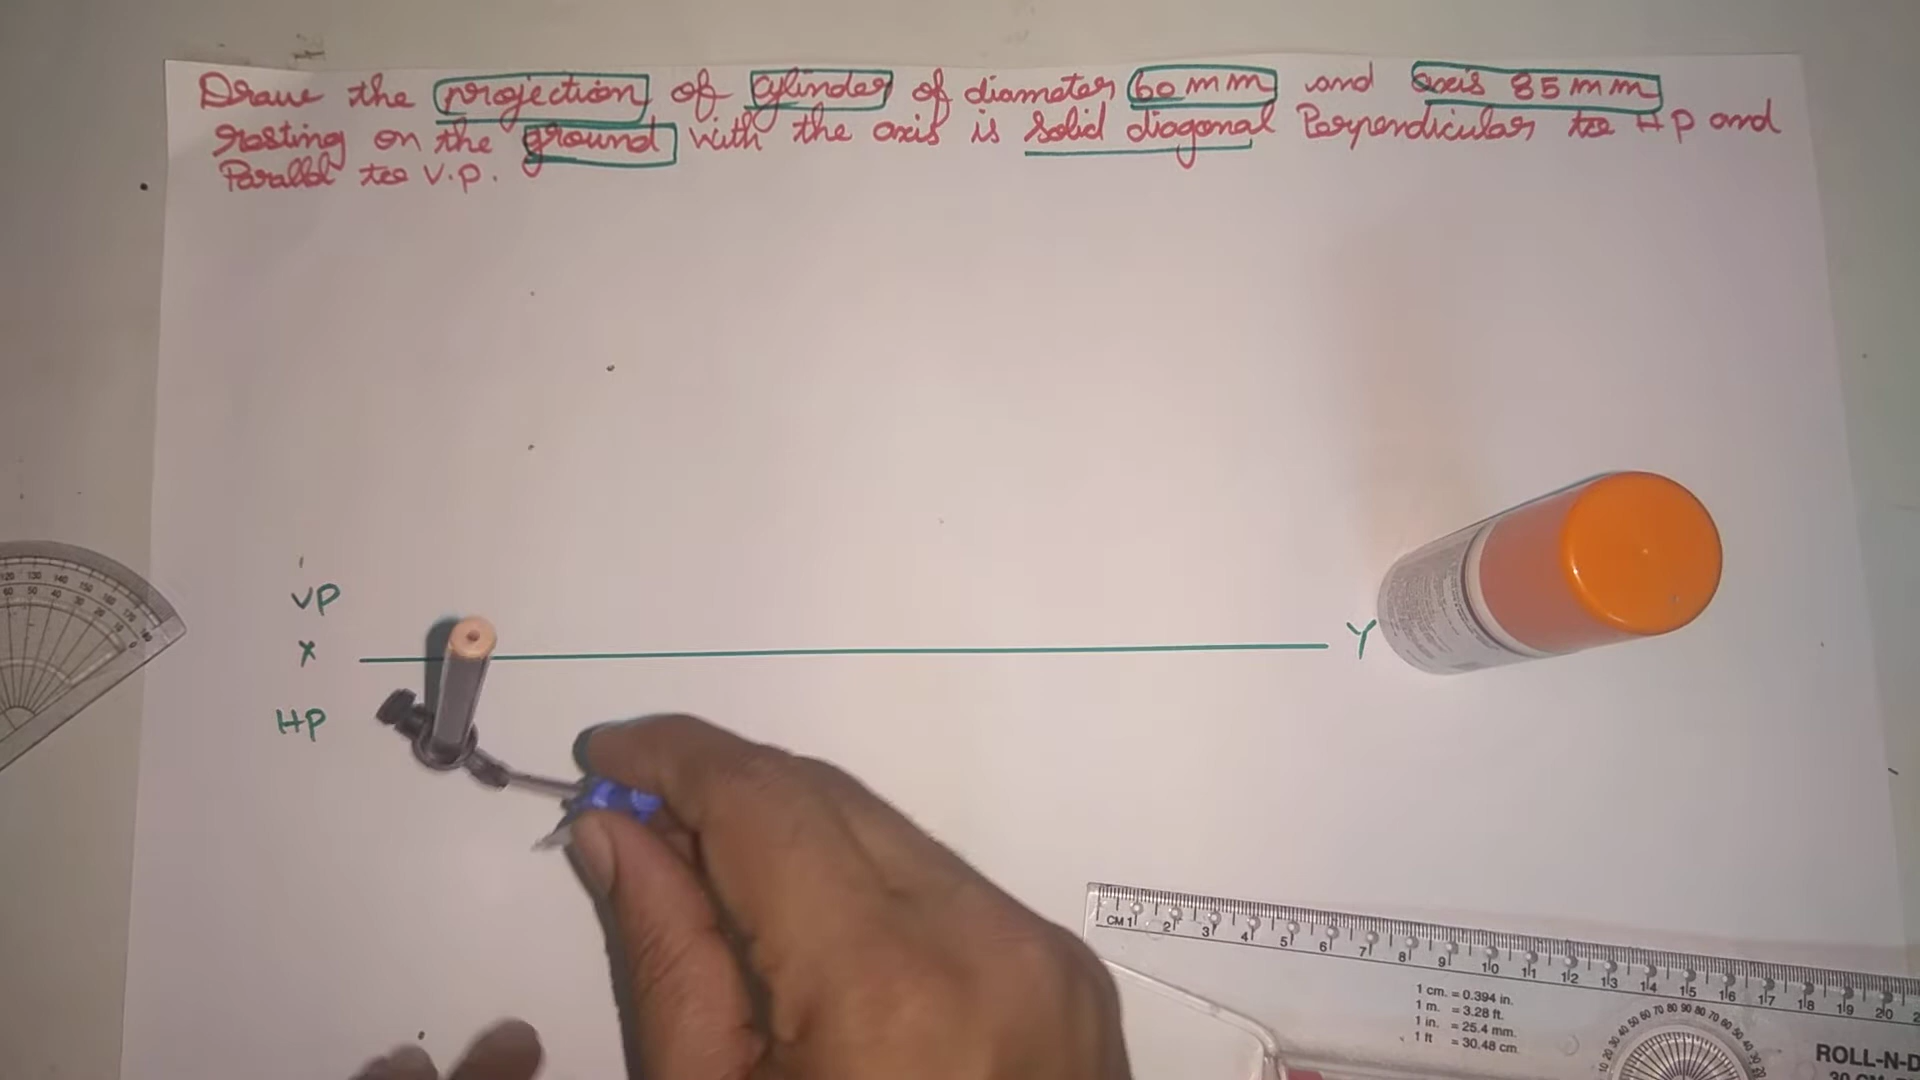 Draw the projection of cylinder of diameter 60 mm and axis 85 mm
resting on the ground with the axis is solid diagonal Perpendicular to HP and
Parallel to V.P.
VP
X
Y
HP
CM 1 2 3 4 5 6 7 8 9 10 11 12 13 14 15 16 17 18 19 20
1 cm. = 0.394 in.
1 m. = 3.28 ft.
1 in. = 25.4 mm.
1 ft = 30.48 cm
ROLL-N-D